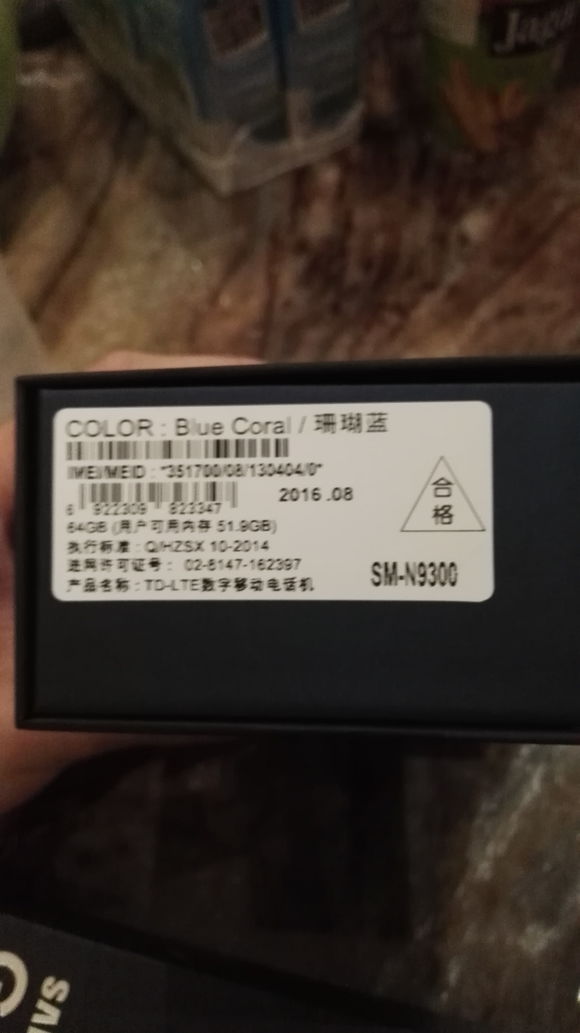 Jaga
COLOR : Blue Coral / 珊瑚蓝
IMEI/MEID : *351700/08/130404/0*
6 922309 823347
2016.08
合格
64GB (用户可用内存 51.9GB)
执行标准 : Q/HZSX 10-2014
进网许可证号 : 02-6147-162397
产品名称 : TD-LTE数字移动电话机
SM-N9300
SA